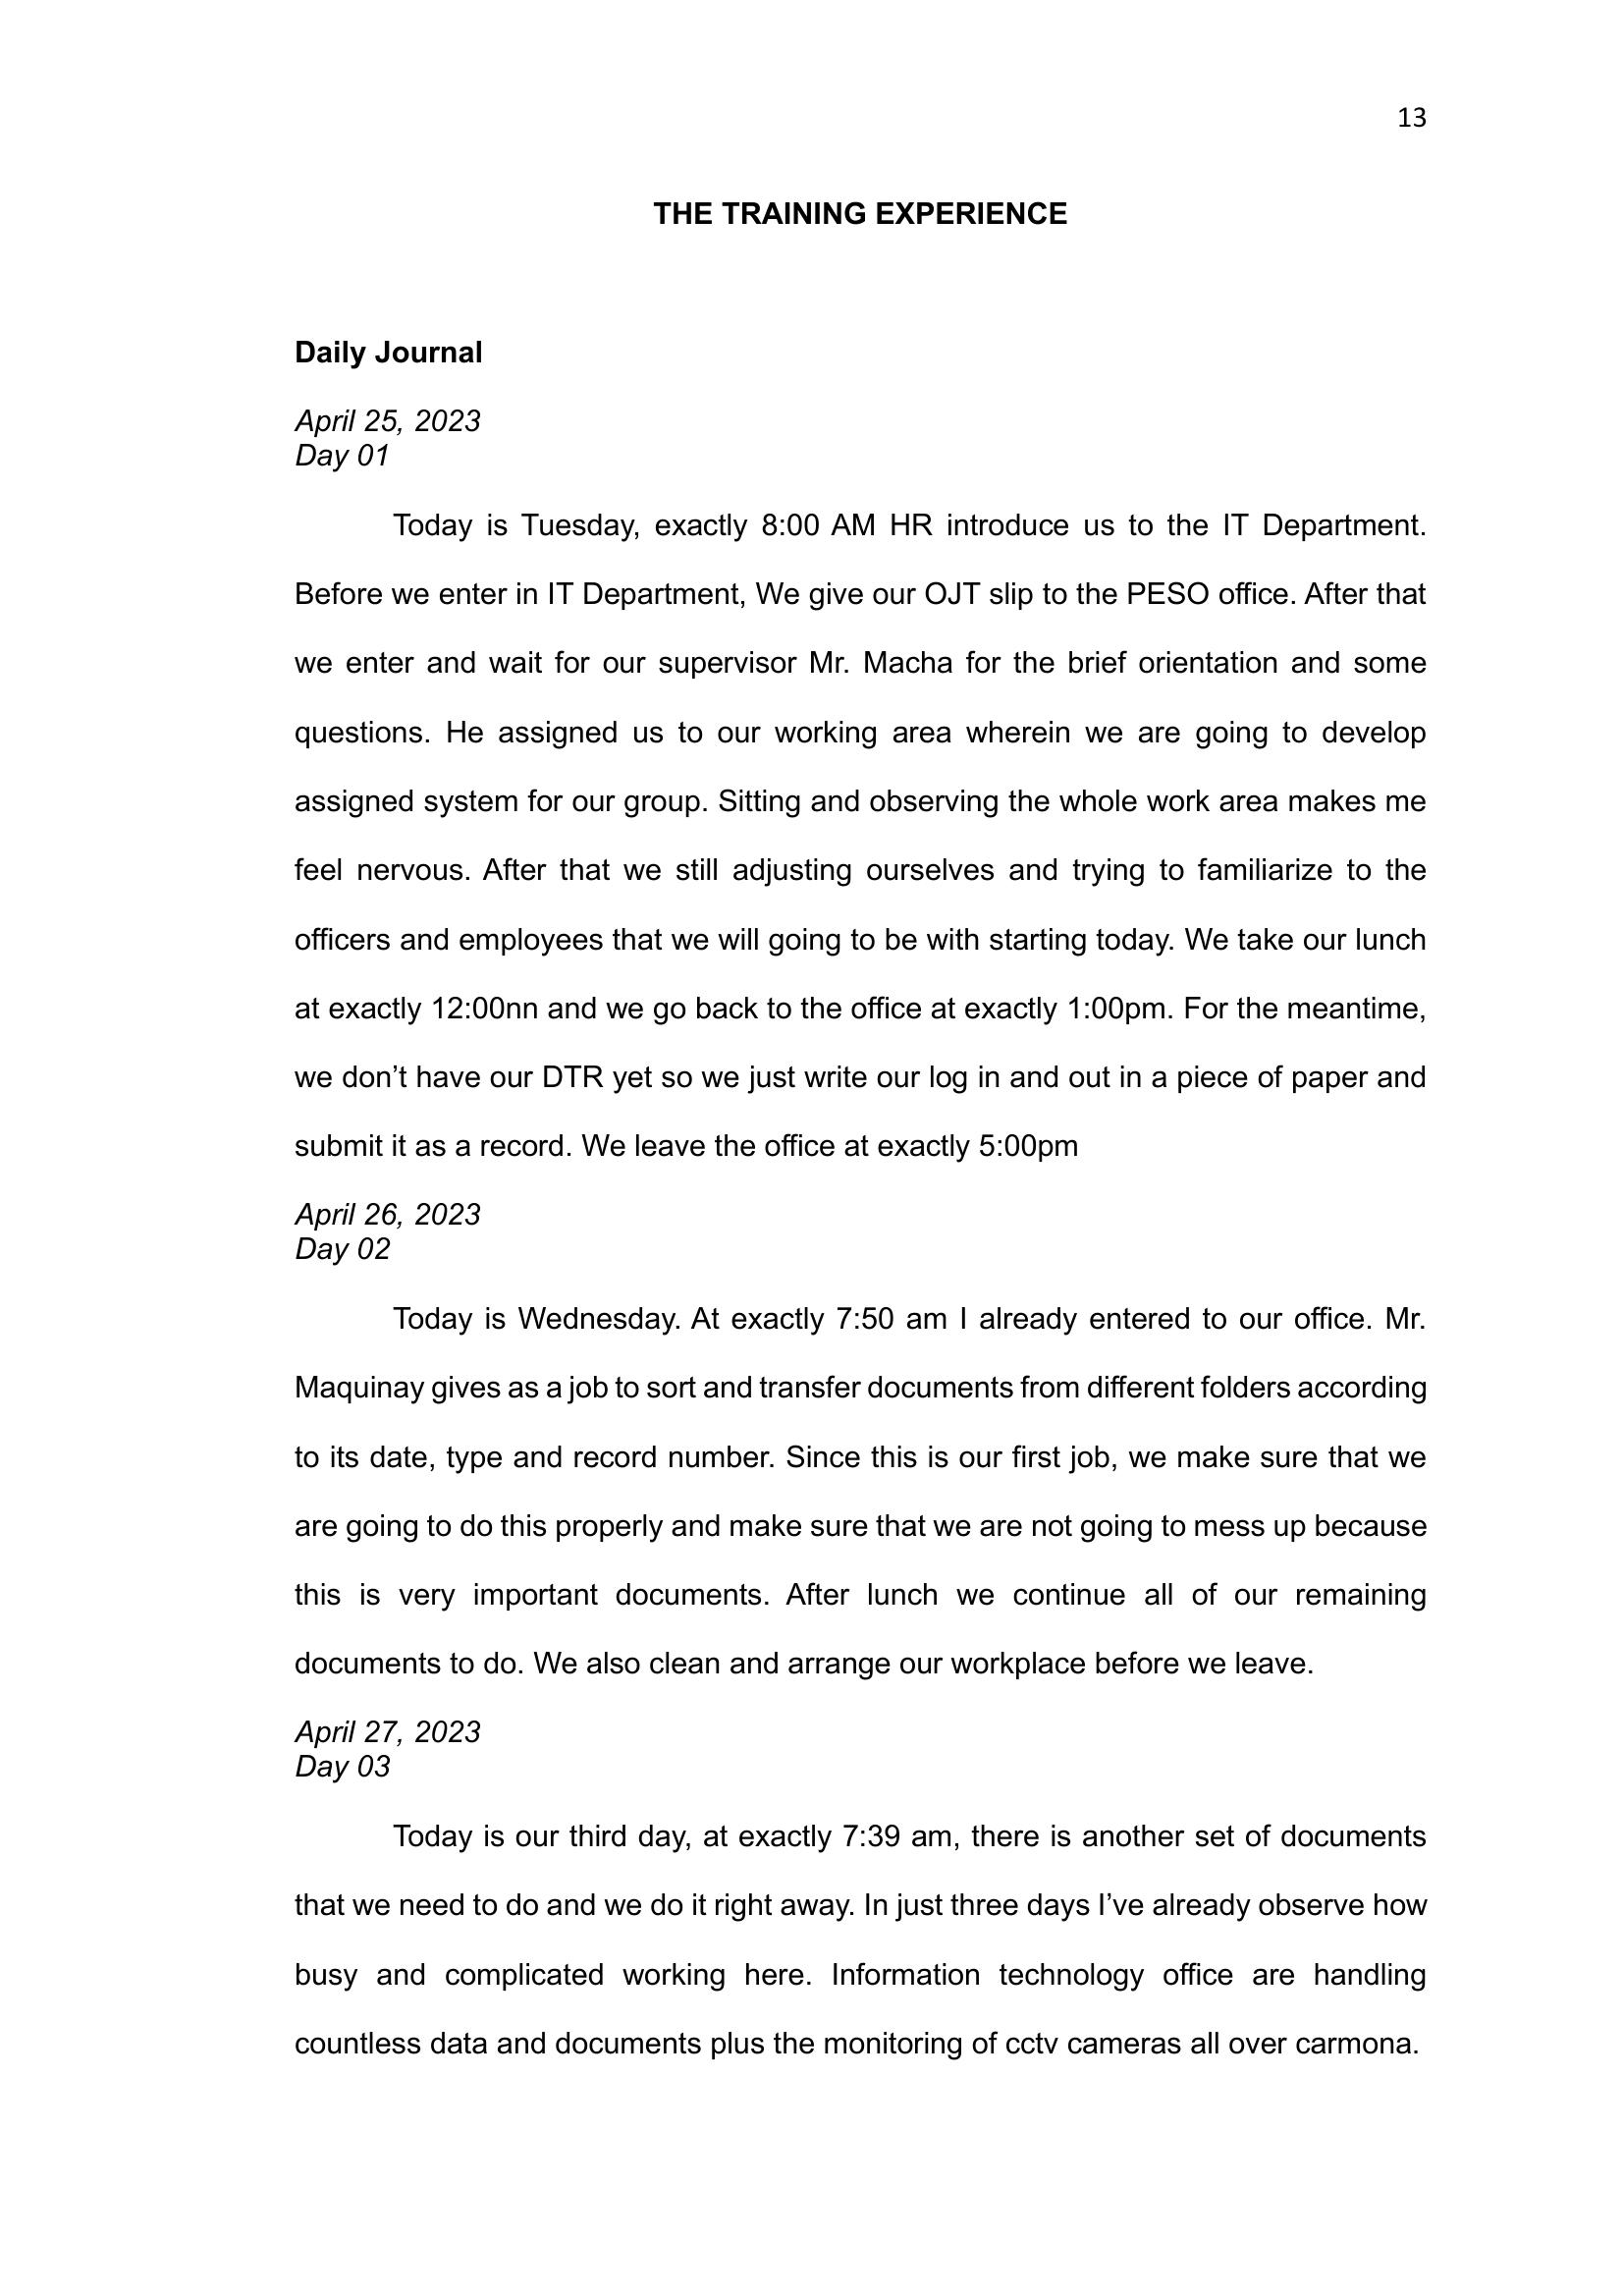 13
THE TRAINING EXPERIENCE
Daily Journal
April 25, 2023
Day 01
Today is Tuesday, exactly 8:00 AM HR introduce us to the IT Department.
Before we enter in IT Department, We give our OJT slip to the PESO office. After that
we enter and wait for our supervisor Mr. Macha for the brief orientation and some
questions. He assigned us to our working area wherein we are going to develop
assigned system for our group. Sitting and observing the whole work area makes me
feel nervous. After that we still adjusting ourselves and trying to familiarize to the
officers and employees that we will going to be with starting today. We take our lunch
at exactly 12:00nn and we go back to the office at exactly 1:00pm. For the meantime,
we don’t have our DTR yet so we just write our log in and out in a piece of paper and
submit it as a record. We leave the office at exactly 5:00pm
April 26, 2023
Day 02
Today is Wednesday. At exactly 7:50 am I already entered to our office. Mr.
Maquinay gives as a job to sort and transfer documents from different folders according
to its date, type and record number. Since this is our first job, we make sure that we
are going to do this properly and make sure that we are not going to mess up because
this is very important documents. After lunch we continue all of our remaining
documents to do. We also clean and arrange our workplace before we leave.
April 27, 2023
Day 03
Today is our third day, at exactly 7:39 am, there is another set of documents
that we need to do and we do it right away. In just three days I’ve already observe how
busy and complicated working here. Information technology office are handling
countless data and documents plus the monitoring of cctv cameras all over carmona.